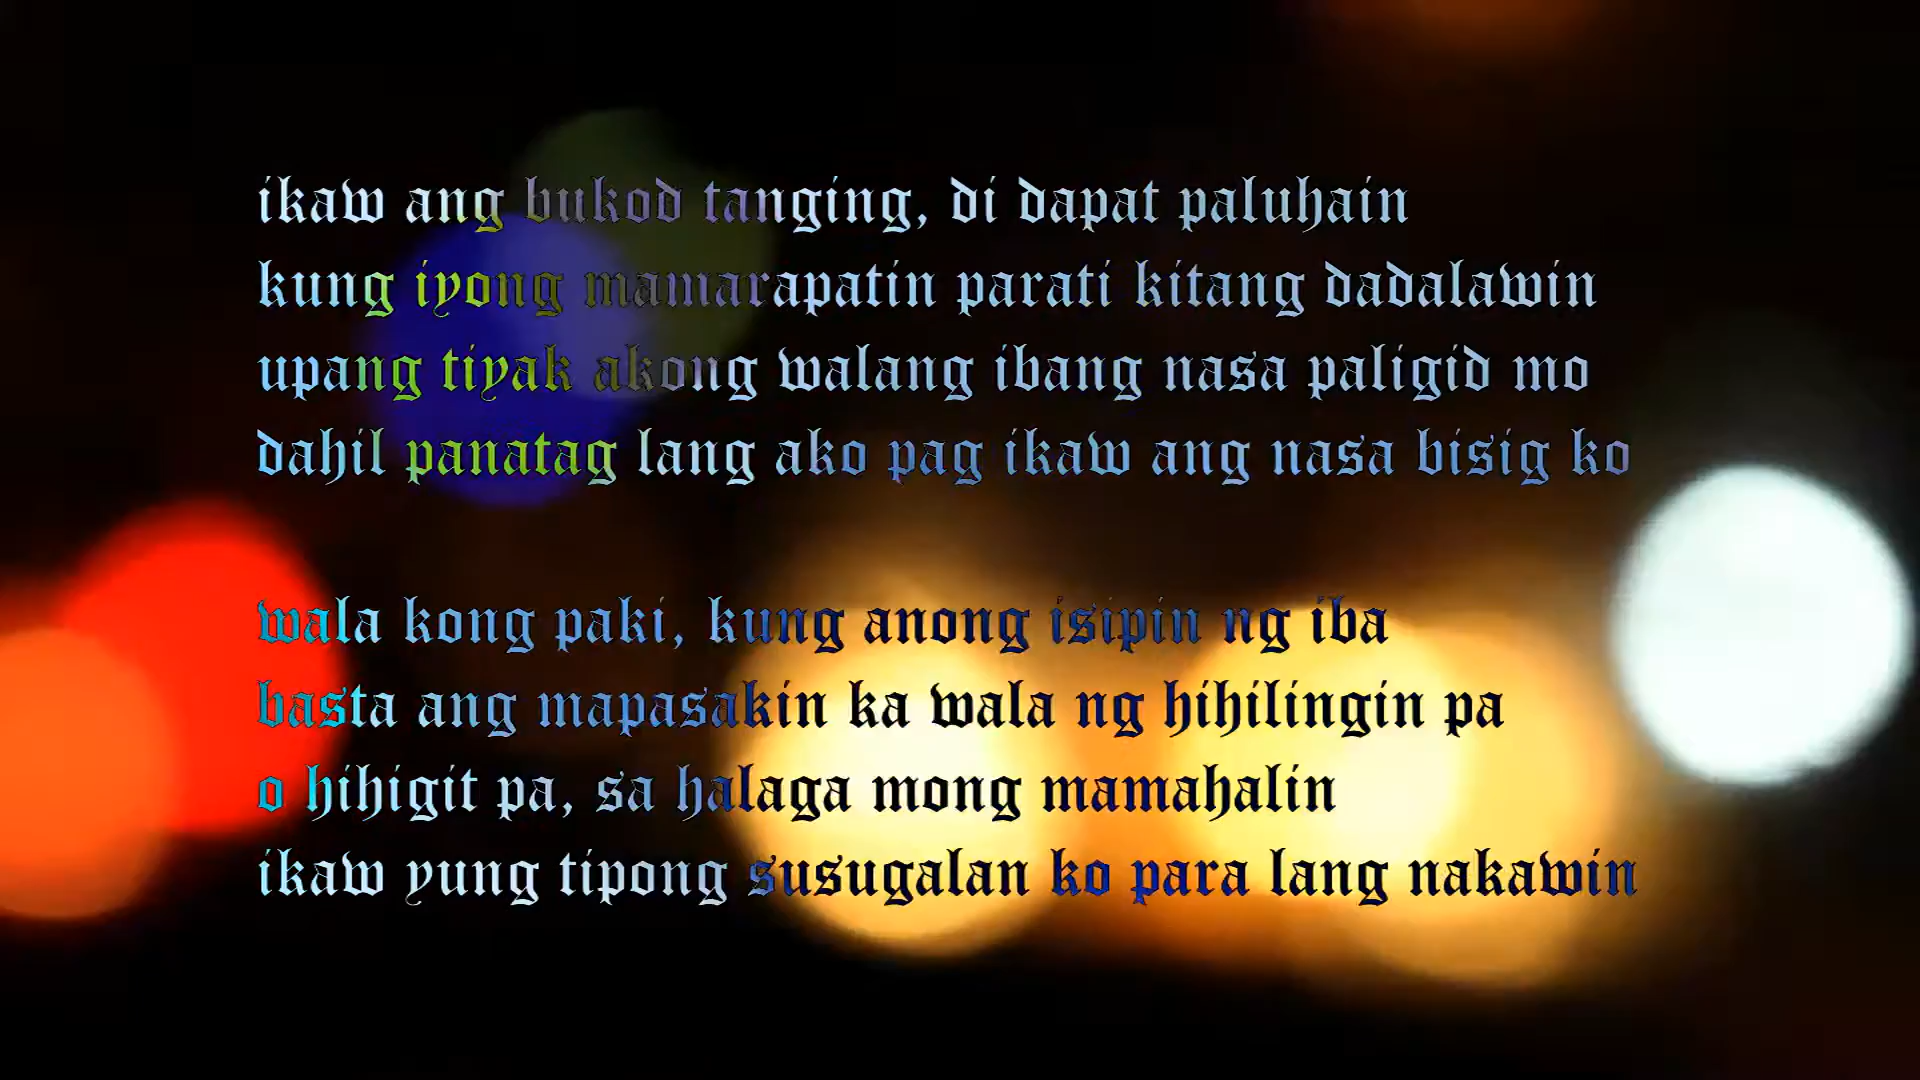 ikaw ang bukod tanging, di dapat paluhain
kung iyong mamarapatin parati kitang dadalawin
upang tiyak akong walang ibang nasa paligid mo
dahil panatag lang ako pag ikaw ang nasa bisig ko
wala kong paki, kung anong isipin ng iba
basta ang mapasakin ka wala ng hihilingin pa
o hihigit pa, sa halaga mong mamahalin
ikaw yung tipong susugalan ko para lang nakawin